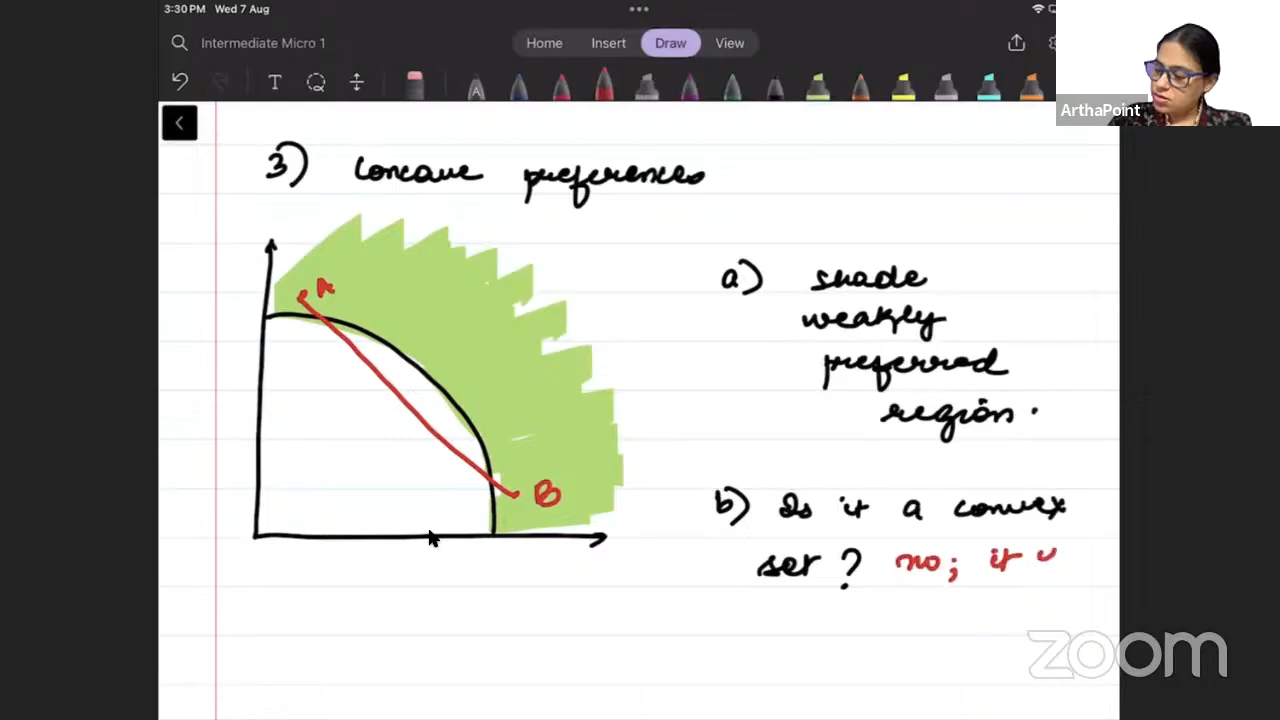 3:30 PM Wed 7 Aug
Intermediate Micro 1
Home Insert Draw View
T
A
ArthaPoint
3) concave preferences
A
B
a) shade
weakly
preferred
region.
b) Is it a convex
set? no; it
zoom